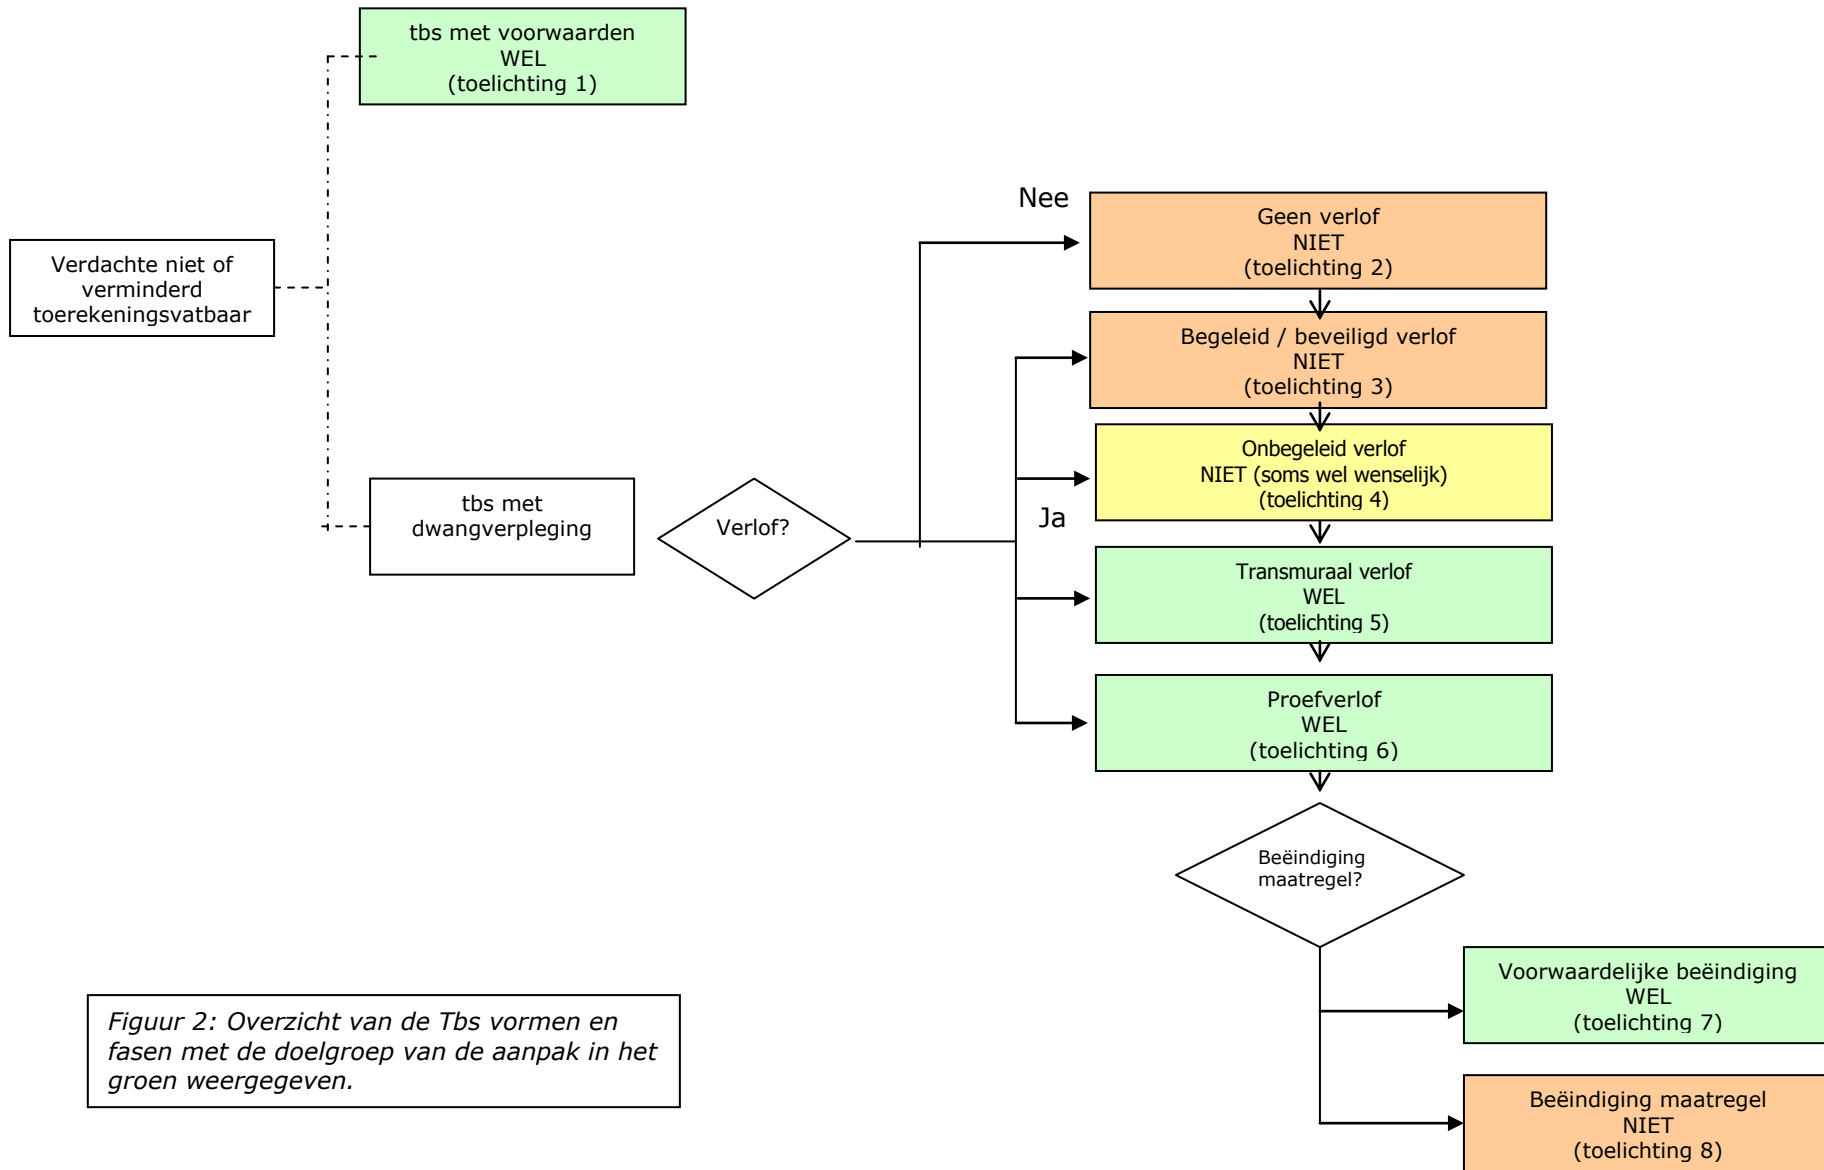 tbs met voorwaarden
WEL
(toelichting 1)
Verdachte niet of
verminderd
toerekeningsvatbaar
tbs met
dwangverpleging
Verlof?
Nee
Ja
Geen verlof
NIET
(toelichting 2)
Begeleid / beveiligd verlof
NIET
(toelichting 3)
Onbegeleid verlof
NIET (soms wel wenselijk)
(toelichting 4)
Transmuraal verlof
WEL
(toelichting 5)
Proefverlof
WEL
(toelichting 6)
Beëindiging
maatregel?
Voorwaardelijke beëindiging
WEL
(toelichting 7)
Beëindiging maatregel
NIET
(toelichting 8)
Figuur 2: Overzicht van de Tbs vormen en
fasen met de doelgroep van de aanpak in het
groen weergegeven.